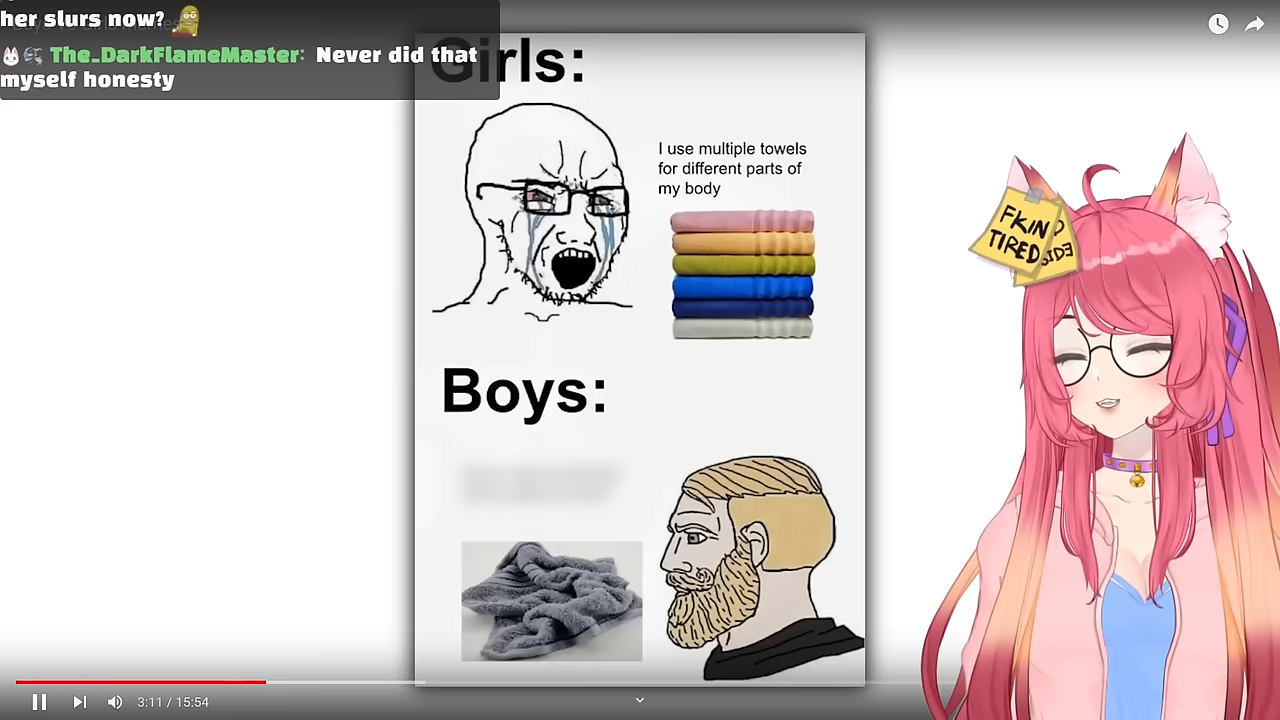 her slurs now?
The_DarkFlameMaster: Never did that
myself honesty
Girls:
I use multiple towels
for different parts of
my body
Boys:
FKIN
TIRED
3:11 / 15:54